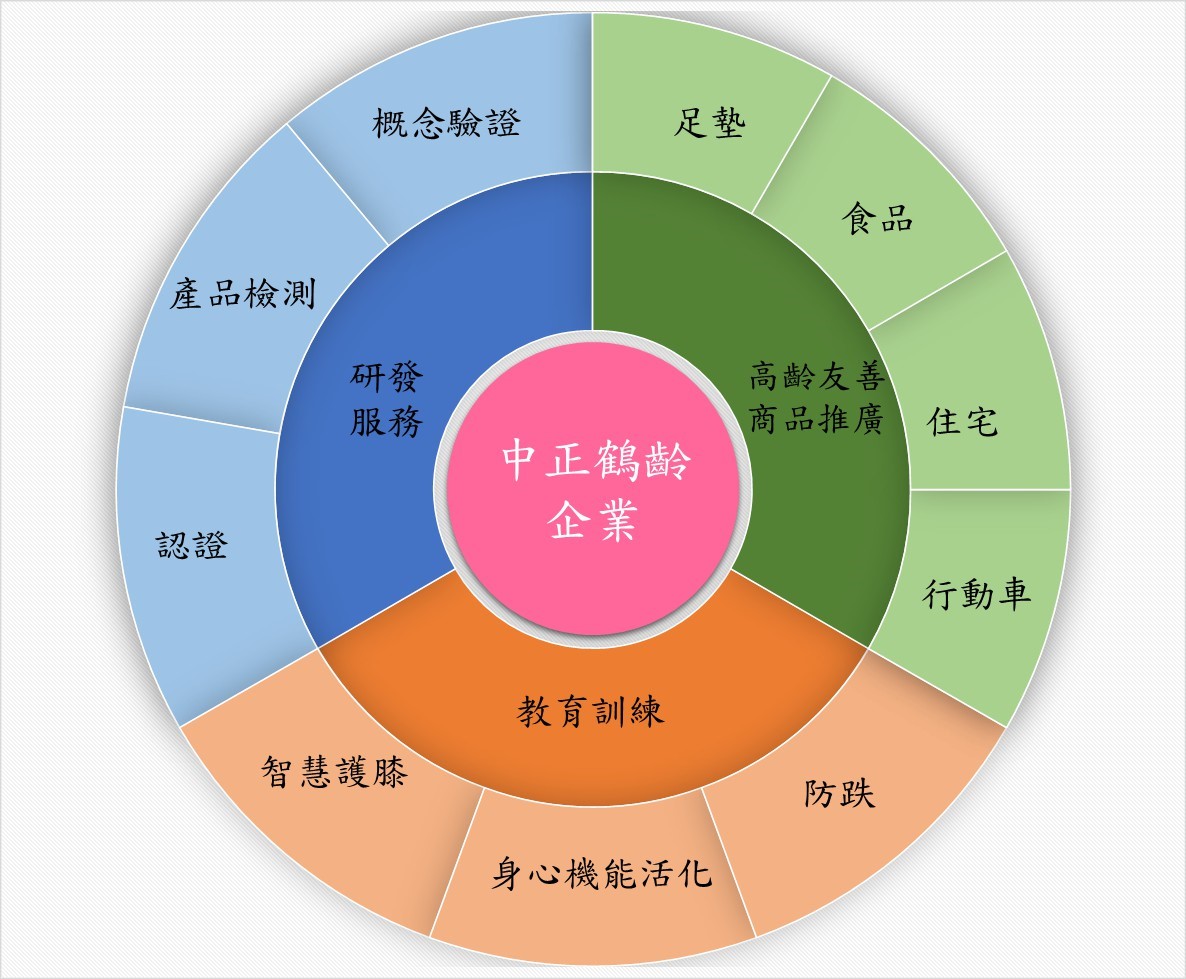 概念驗證
足墊
食品
產品檢測
研發
服務
高齡友善
商品推廣
住宅
中正鶴齡
企業
認證
行動車
教育訓練
智慧護膝
防跌
身心機能活化